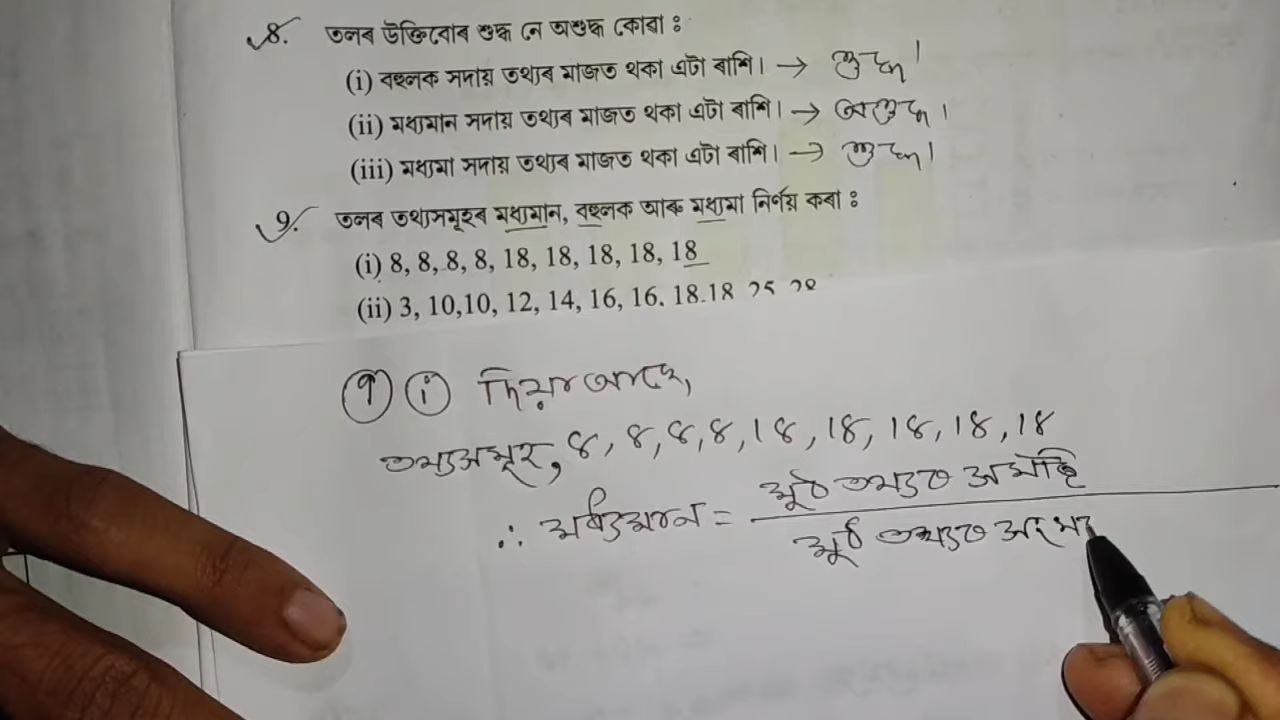 8. তলৰ উক্তিবোৰ শুদ্ধ নে অশুদ্ধ কোৱা :
(i) বহুলক সদায় তথ্যৰ মাজত থকা এটা ৰাশি। → শুদ্ধ।
(ii) মধ্যমান সদায় তথ্যৰ মাজত থকা এটা ৰাশি। → অশুদ্ধ।
(iii) মধ্যমা সদায় তথ্যৰ মাজত থকা এটা ৰাশি। → শুদ্ধ।
9. তলৰ তথ্যসমূহৰ মধ্যমান, বহুলক আৰু মধ্যমা নিৰ্ণয় কৰা :
(i) 8, 8, 8, 8, 18, 18, 18, 18, 18
(ii) 3, 10,10, 12, 14, 16, 16. 18.18
9 i দিয়া আছে,
তথ্যসমূহ, 8, 8, 8, 8, 18, 18, 18, 18, 18
∴ মধ্যমান = মুঠ তথ্যৰ সমষ্টি
মুঠ তথ্যৰ সংখ্যা